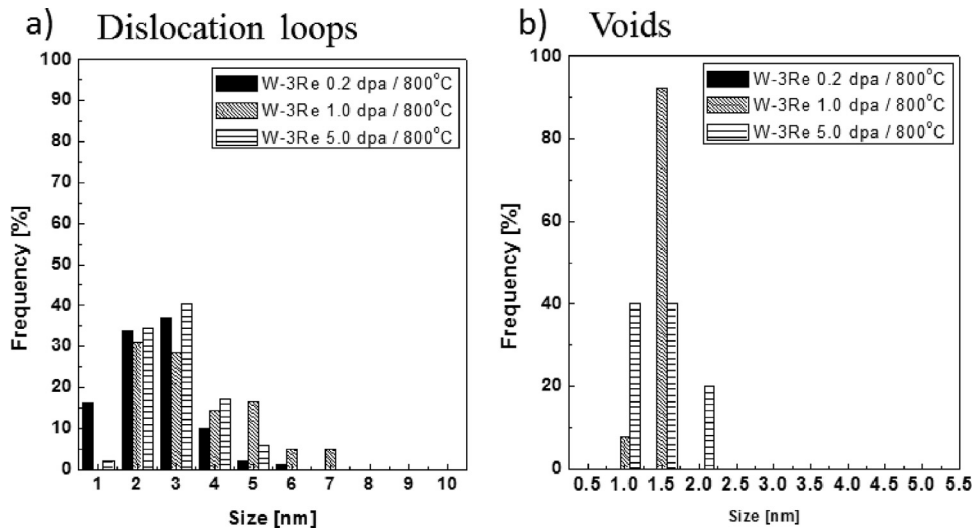 a) Dislocation loops
W-3Re 0.2 dpa / 800°C
W-3Re 1.0 dpa / 800°C
W-3Re 5.0 dpa / 800°C
Frequency [%]
100
90
80
70
60
50
40
30
20
10
0
1 2 3 4 5 6 7 8 9 10
Size [nm]
b) Voids
W-3Re 0.2 dpa / 800°C
W-3Re 1.0 dpa / 800°C
W-3Re 5.0 dpa / 800°C
Frequency [%]
100
80
60
40
20
0
0.5 1.0 1.5 2.0 2.5 3.0 3.5 4.0 4.5 5.0 5.5
Size [nm]